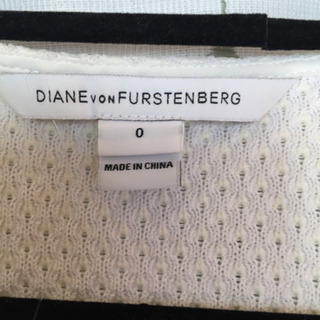 DIANE VON FURSTENBERG
0
MADE IN CHINA